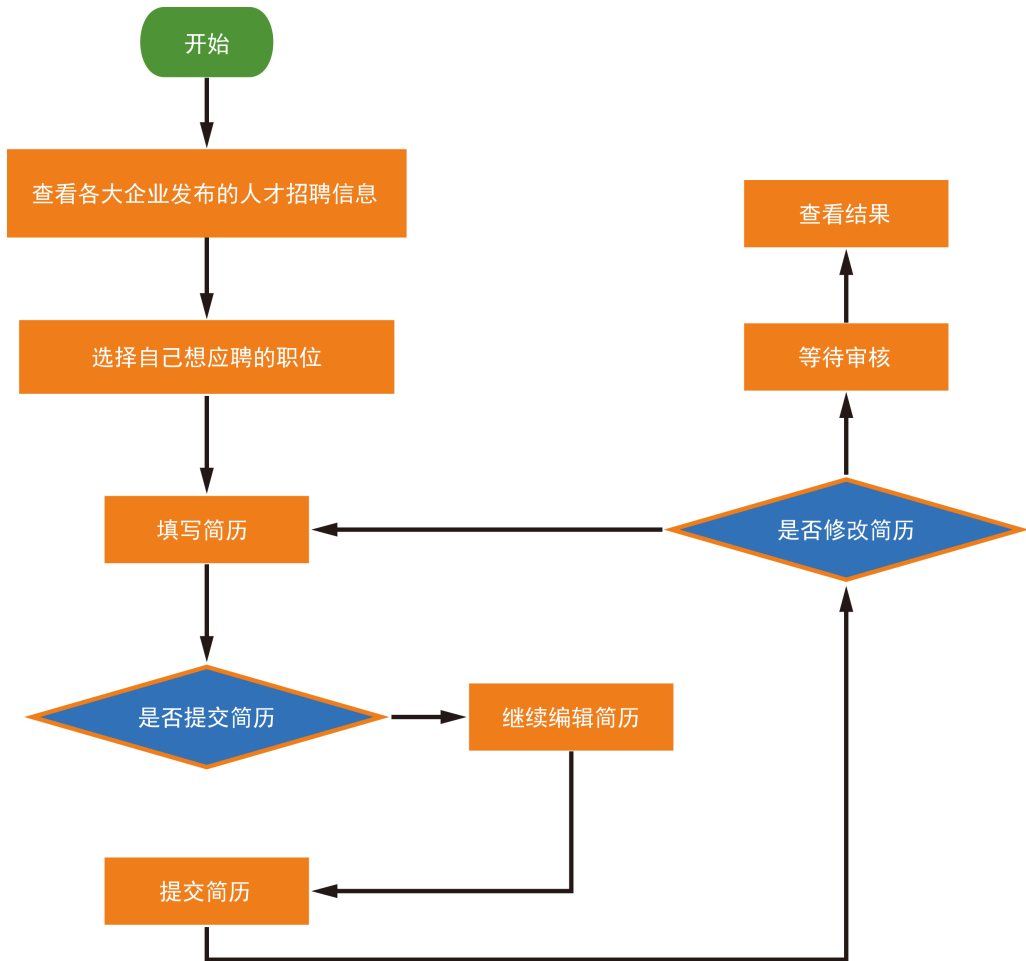 开始
查看各大企业发布的人才招聘信息
选择自己想应聘的职位
填写简历
是否提交简历
继续编辑简历
提交简历
是否修改简历
等待审核
查看结果